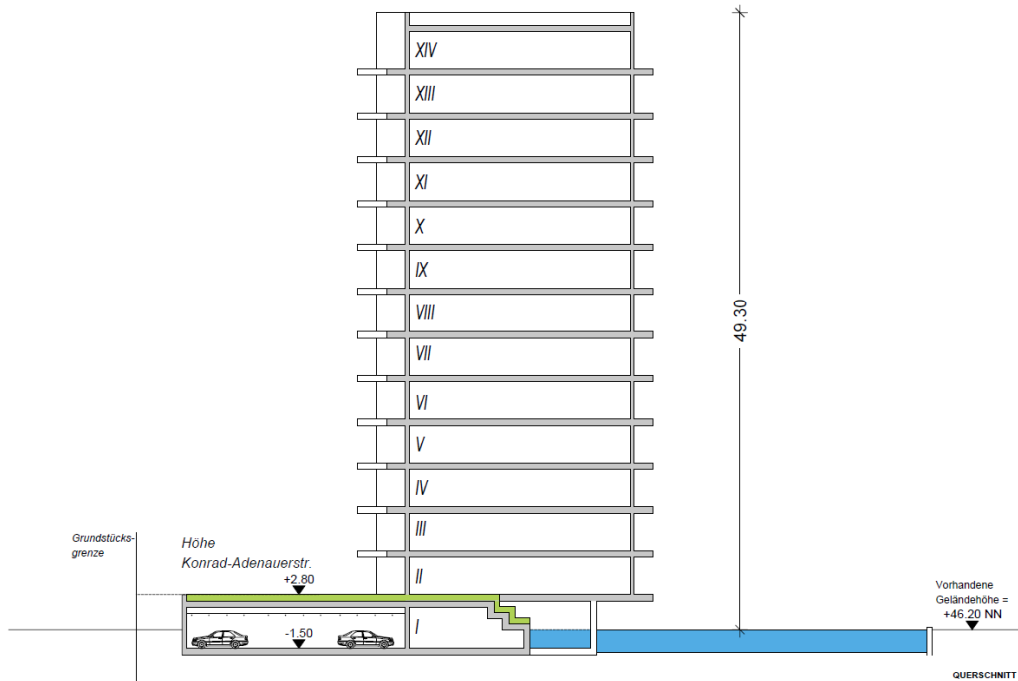 XIV
XIII
XII
XI
X
IX
VIII
VII
VI
V
IV
III
II
I
49.30
Grundstücks-
grenze
Höhe
Konrad-Adenauerstr.
+2.80
-1.50
Vorhandene
Geländehöhe =
+46.20 NN
QUERSCHNITT